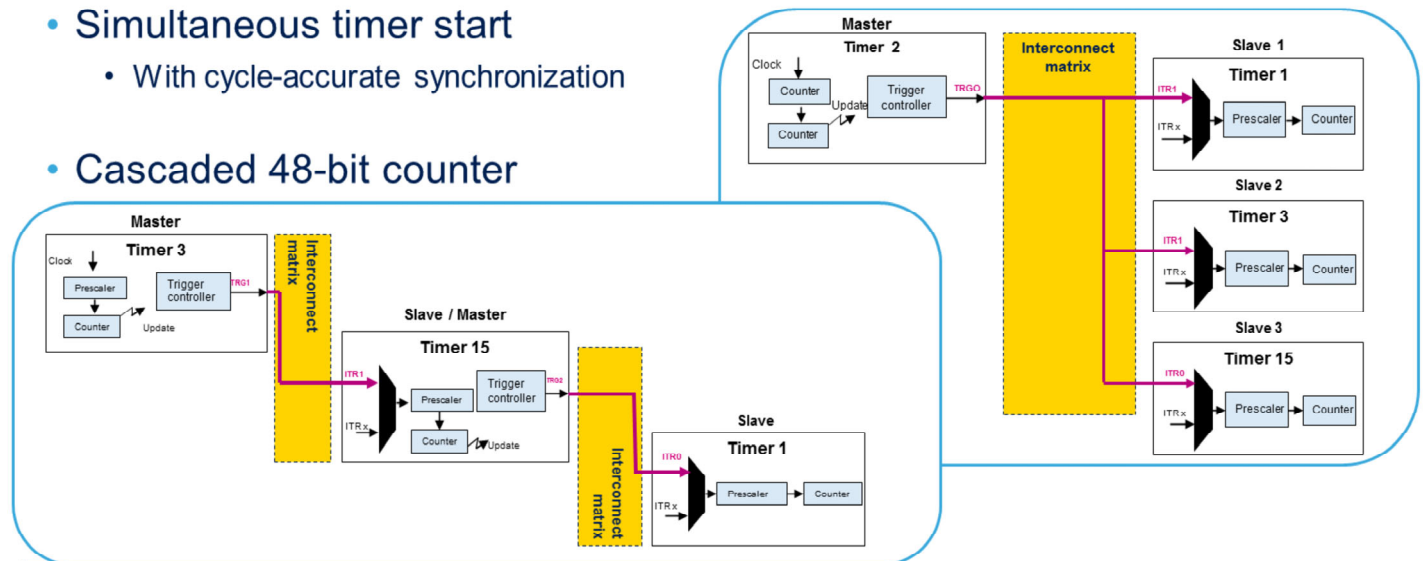 • Simultaneous timer start
• With cycle-accurate synchronization
• Cascaded 48-bit counter
Master
Timer 2
Clock
Counter
Update
Counter
Trigger
controller
TRGO
Interconnect
matrix
Slave 1
Timer 1
ITR1
ITRx
Prescaler
Counter
Slave 2
Timer 3
ITR1
ITRx
Prescaler
Counter
Slave 3
Timer 15
ITR0
ITRx
Prescaler
Counter
Master
Timer 3
Clock
Prescaler
Counter
Update
Trigger
controller
TRG1
Interconnect
matrix
Slave / Master
Timer 15
ITR1
ITRx
Prescaler
Counter
Update
Trigger
controller
TRG2
Interconnect
matrix
Slave
Timer 1
ITR0
ITRx
Prescaler
Counter